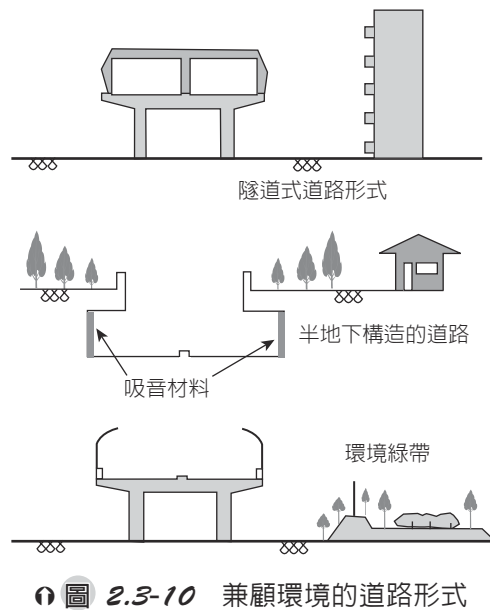 隧道式道路形式
半地下構造的道路
吸音材料
環境綠帶
圖 2.3-10 兼顧環境的道路形式